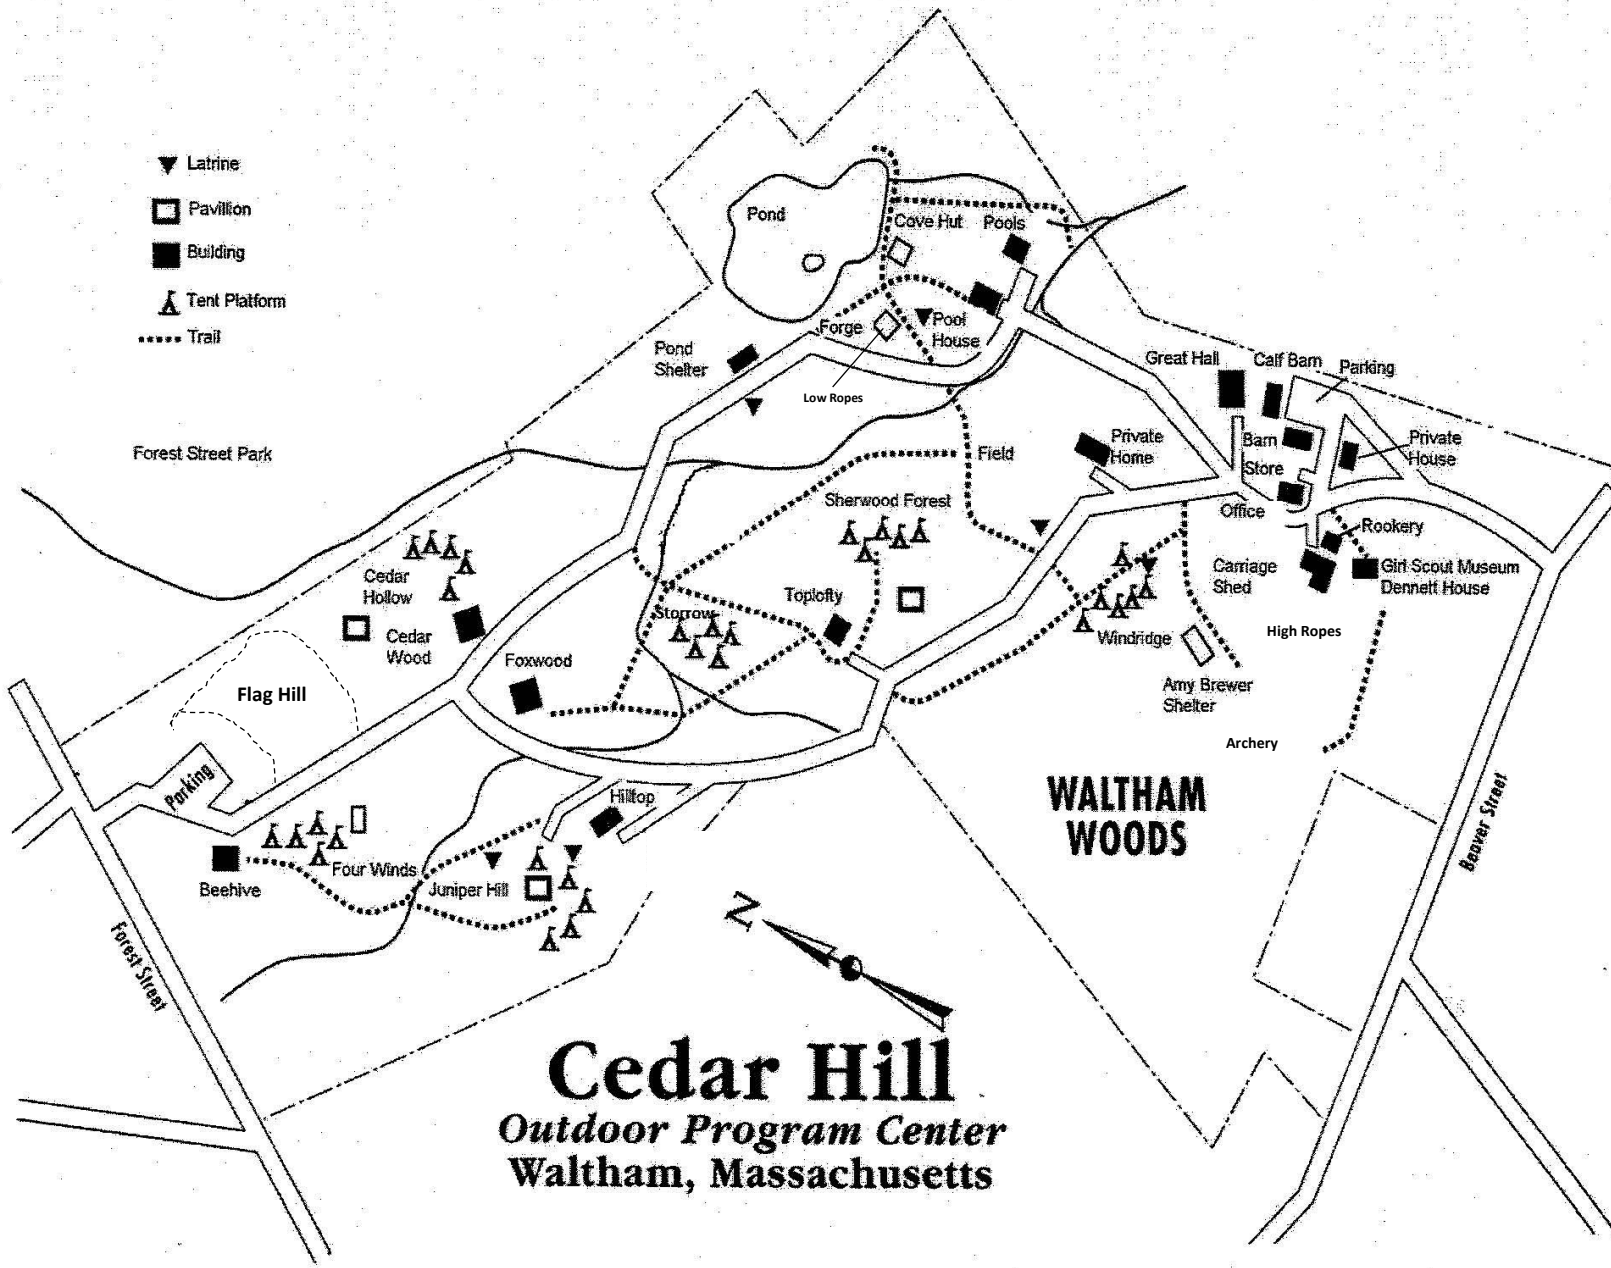 Latrine
Pavillion
Building
Tent Platform
Trail
Pond
Cove Hut
Pools
Forge
Pool
House
Pond
Shelter
Low Ropes
Great Hall
Calf Barn
Parking
Forest Street Park
Field
Private
Home
Barn
Store
Private
House
Sherwood Forest
Office
Rookery
Cedar
Hollow
Carriage
Shed
Girl Scout Museum
Dennett House
Toplofty
Storrow
Cedar
Wood
Windridge
High Ropes
Foxwood
Flag Hill
Amy Brewer
Shelter
Archery
Parking
Hilltop
WALTHAM
WOODS
Beaver Street
Four Winds
Beehive
Juniper Hill
Forest Street
N
Cedar Hill
Outdoor Program Center
Waltham, Massachusetts